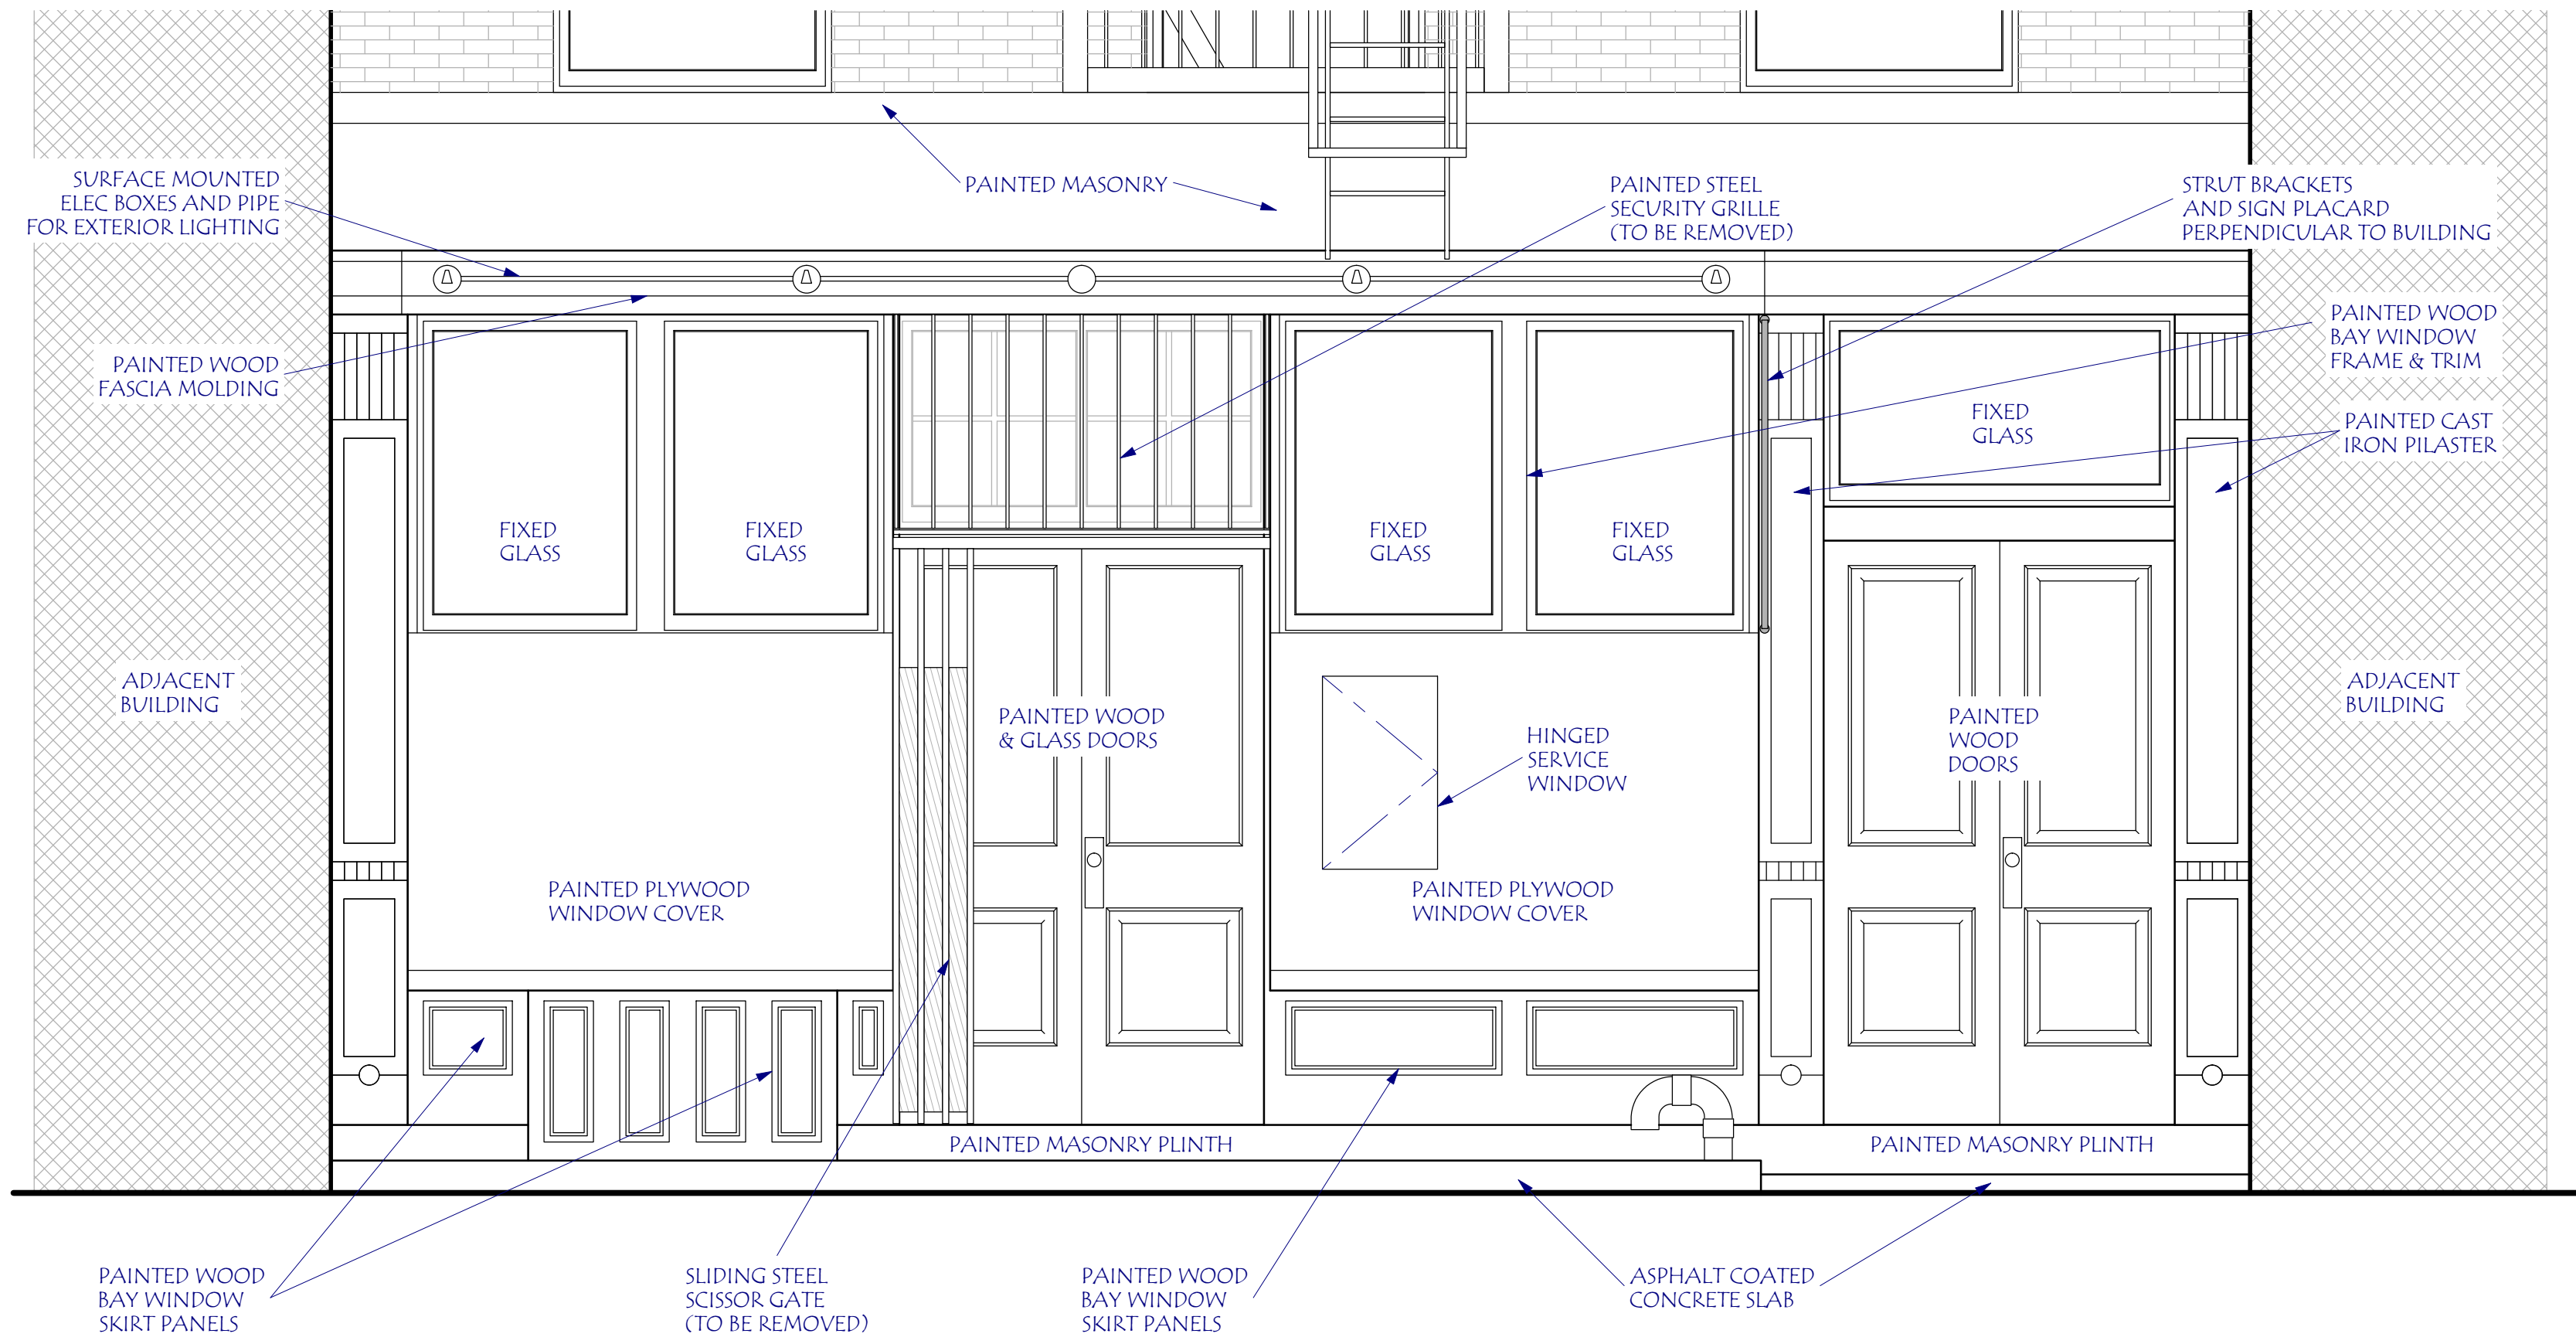 SURFACE MOUNTED
ELEC BOXES AND PIPE
FOR EXTERIOR LIGHTING
PAINTED MASONRY
PAINTED STEEL
SECURITY GRILLE
(TO BE REMOVED)
STRUT BRACKETS
AND SIGN PLACARD
PERPENDICULAR TO BUILDING
PAINTED WOOD
FASCIA MOLDING
PAINTED WOOD
BAY WINDOW
FRAME & TRIM
FIXED
GLASS
PAINTED CAST
IRON PILASTER
FIXED
GLASS
FIXED
GLASS
FIXED
GLASS
FIXED
GLASS
ADJACENT
BUILDING
PAINTED WOOD
& GLASS DOORS
HINGED
SERVICE
WINDOW
PAINTED
WOOD
DOORS
ADJACENT
BUILDING
PAINTED PLYWOOD
WINDOW COVER
PAINTED PLYWOOD
WINDOW COVER
PAINTED MASONRY PLINTH
PAINTED MASONRY PLINTH
PAINTED WOOD
BAY WINDOW
SKIRT PANELS
SLIDING STEEL
SCISSOR GATE
(TO BE REMOVED)
PAINTED WOOD
BAY WINDOW
SKIRT PANELS
ASPHALT COATED
CONCRETE SLAB